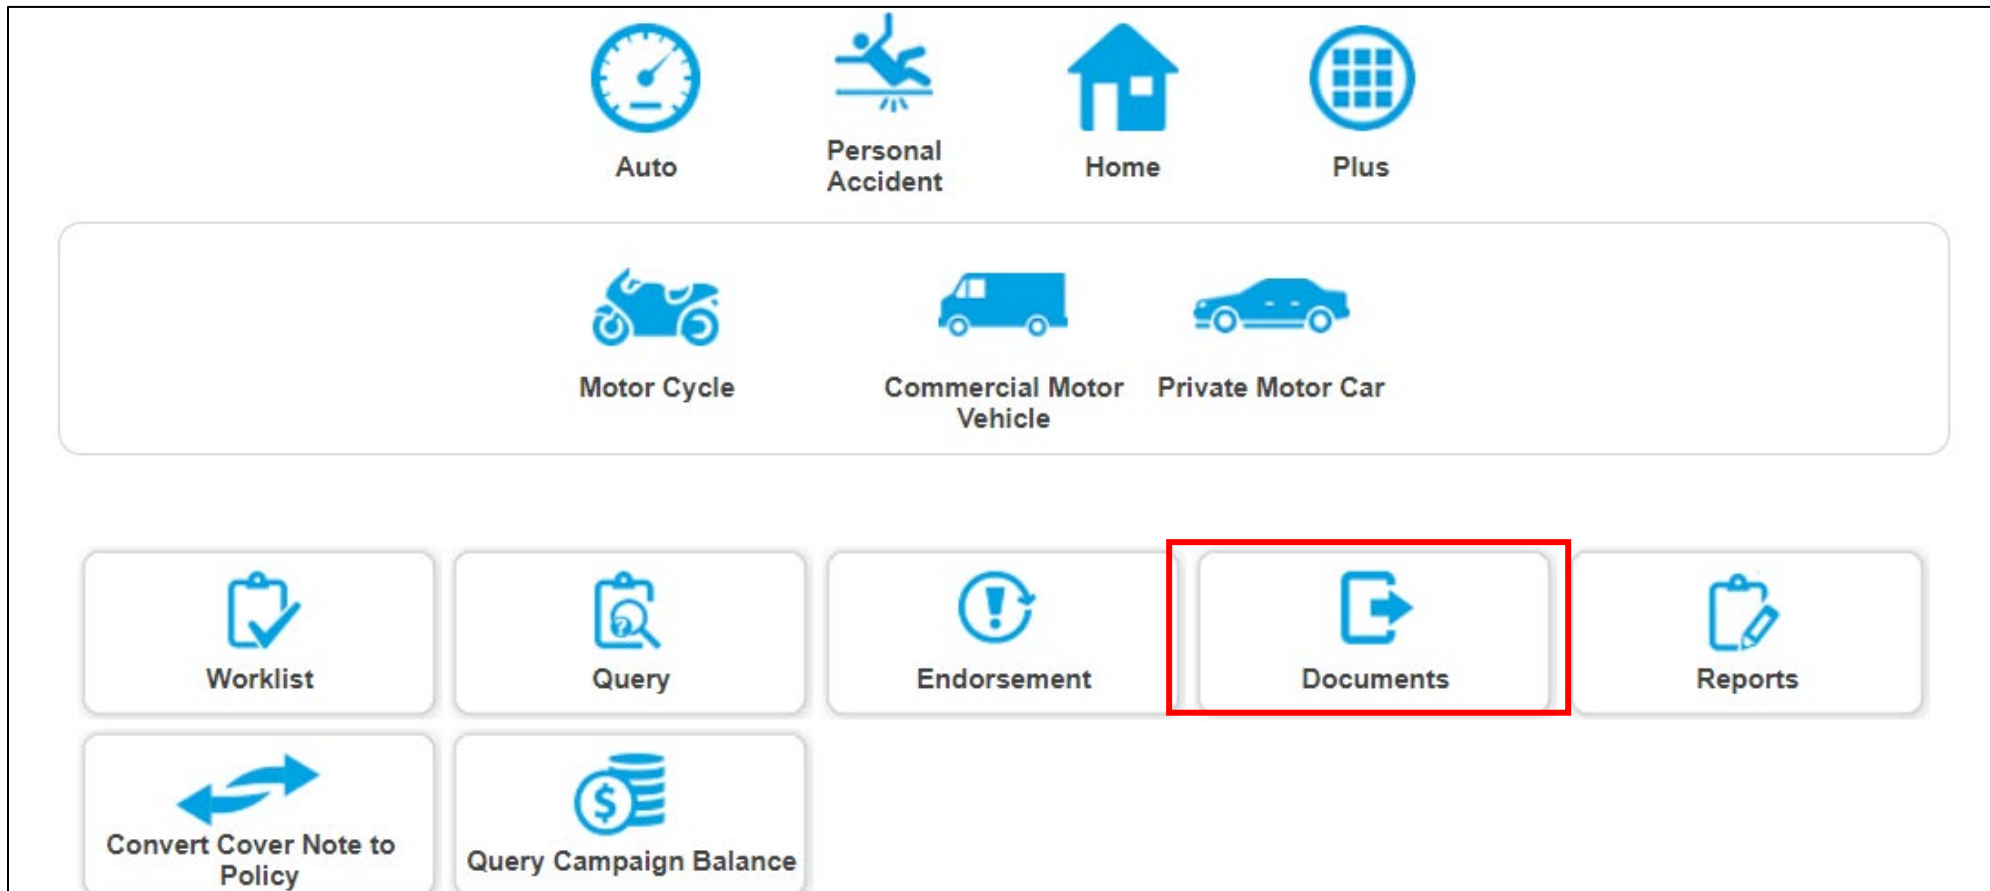 Auto
Personal
Accident
Home
Plus
Motor Cycle
Commercial Motor
Vehicle
Private Motor Car
Worklist
Query
Endorsement
Documents
Reports
Convert Cover Note to
Policy
Query Campaign Balance